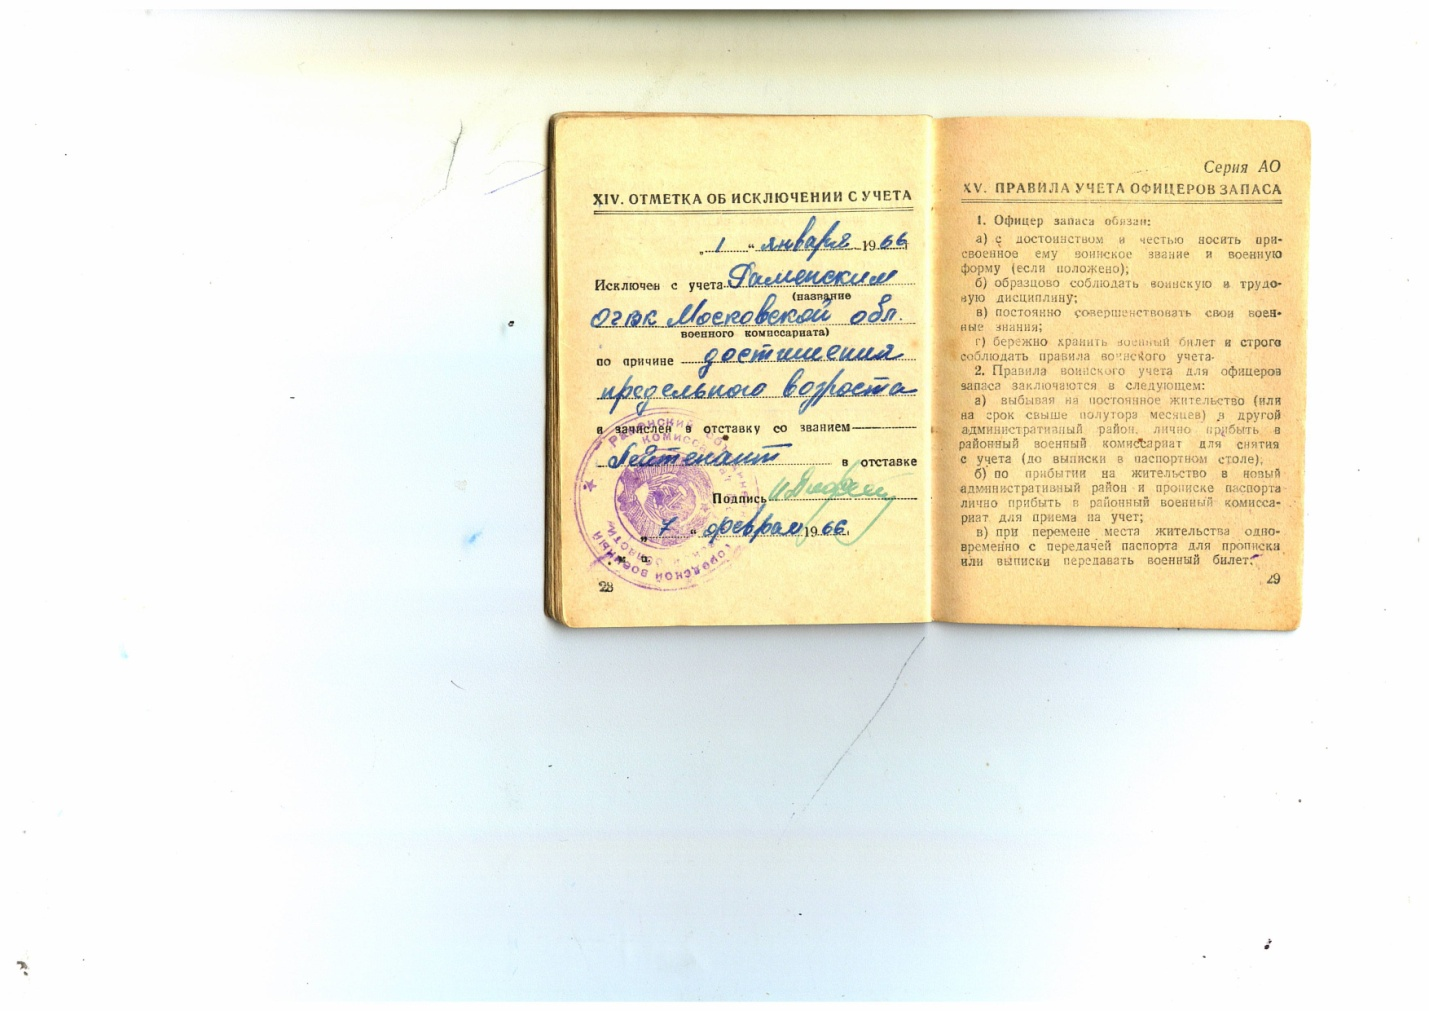 XIV. ОТМЕТКА ОБ ИСКЛЮЧЕНИИ С УЧЕТА
„ 1 “ января 1966
Исключен с учета Раменским
(название
ОГВК Московской обл.
военного комиссариата)
по причине достижения
предельного возраста
и зачислен в отставку со званием
Лейтенант в отставке
Подпись
„ 7 “ февраля 1966
м. п.
28
Серия АО
XV. ПРАВИЛА УЧЕТА ОФИЦЕРОВ ЗАПАСА
1. Офицер запаса обязан:
а) с достоинством и честью носить при-
своенное ему воинское звание и военную
форму (если положено);
б) образцово соблюдать воинскую и трудо-
вую дисциплину;
в) постоянно совершенствовать свои воен-
ные знания;
г) бережно хранить военный билет и строго
соблюдать правила воинского учета.
2. Правила воинского учета для офицеров
запаса заключаются в следующем:
а) выбывая на постоянное жительство (или
на срок свыше полутора месяцев) в другой
административный район, лично прибыть в
районный военный комиссариат для снятия
с учета (до выписки в паспортном столе);
б) по прибытии на жительство в новый
административный район и прописке паспорта
лично прибыть в районный военный комисса-
риат для приема на учет;
в) при перемене места жительства одно-
временно с передачей паспорта для прописки
или выписки передавать военный билет;
29